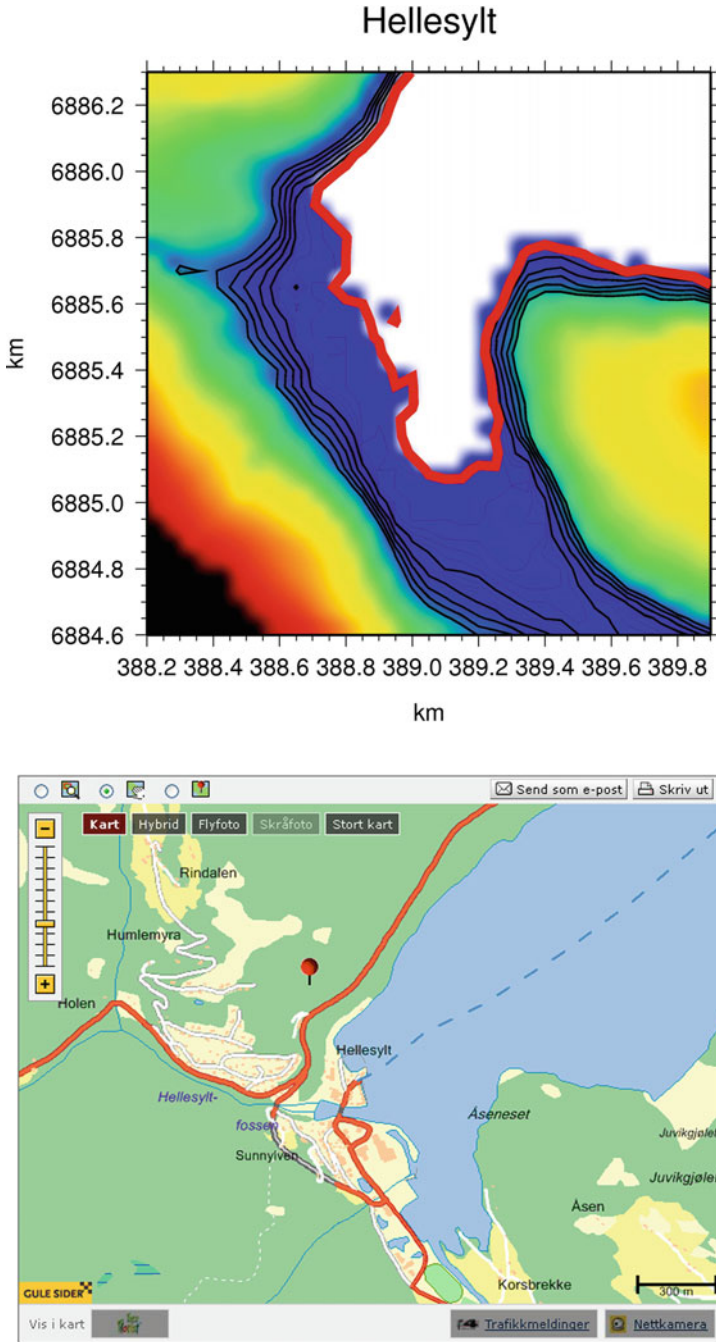 Hellesylt
6886.2
6886.0
6885.8
6885.6
km
6885.4
6885.2
6885.0
6884.8
6884.6
388.2 388.4 388.6 388.8 389.0 389.2 389.4 389.6 389.8
km
Send som e-post
Skriv ut
Kart Hybrid Flyfoto Skråfoto Stort kart
Rindalen
Humlemyra
Holen
Hellesylt
Hellesylt-
fossen
Åseneset
Sunnylven
Juvikgjølet
Juvikgjølet
Åsen
Korsbrekke
300 m
GULE SIDER
Vis i kart
Trafikkmeldinger
Nettkamera